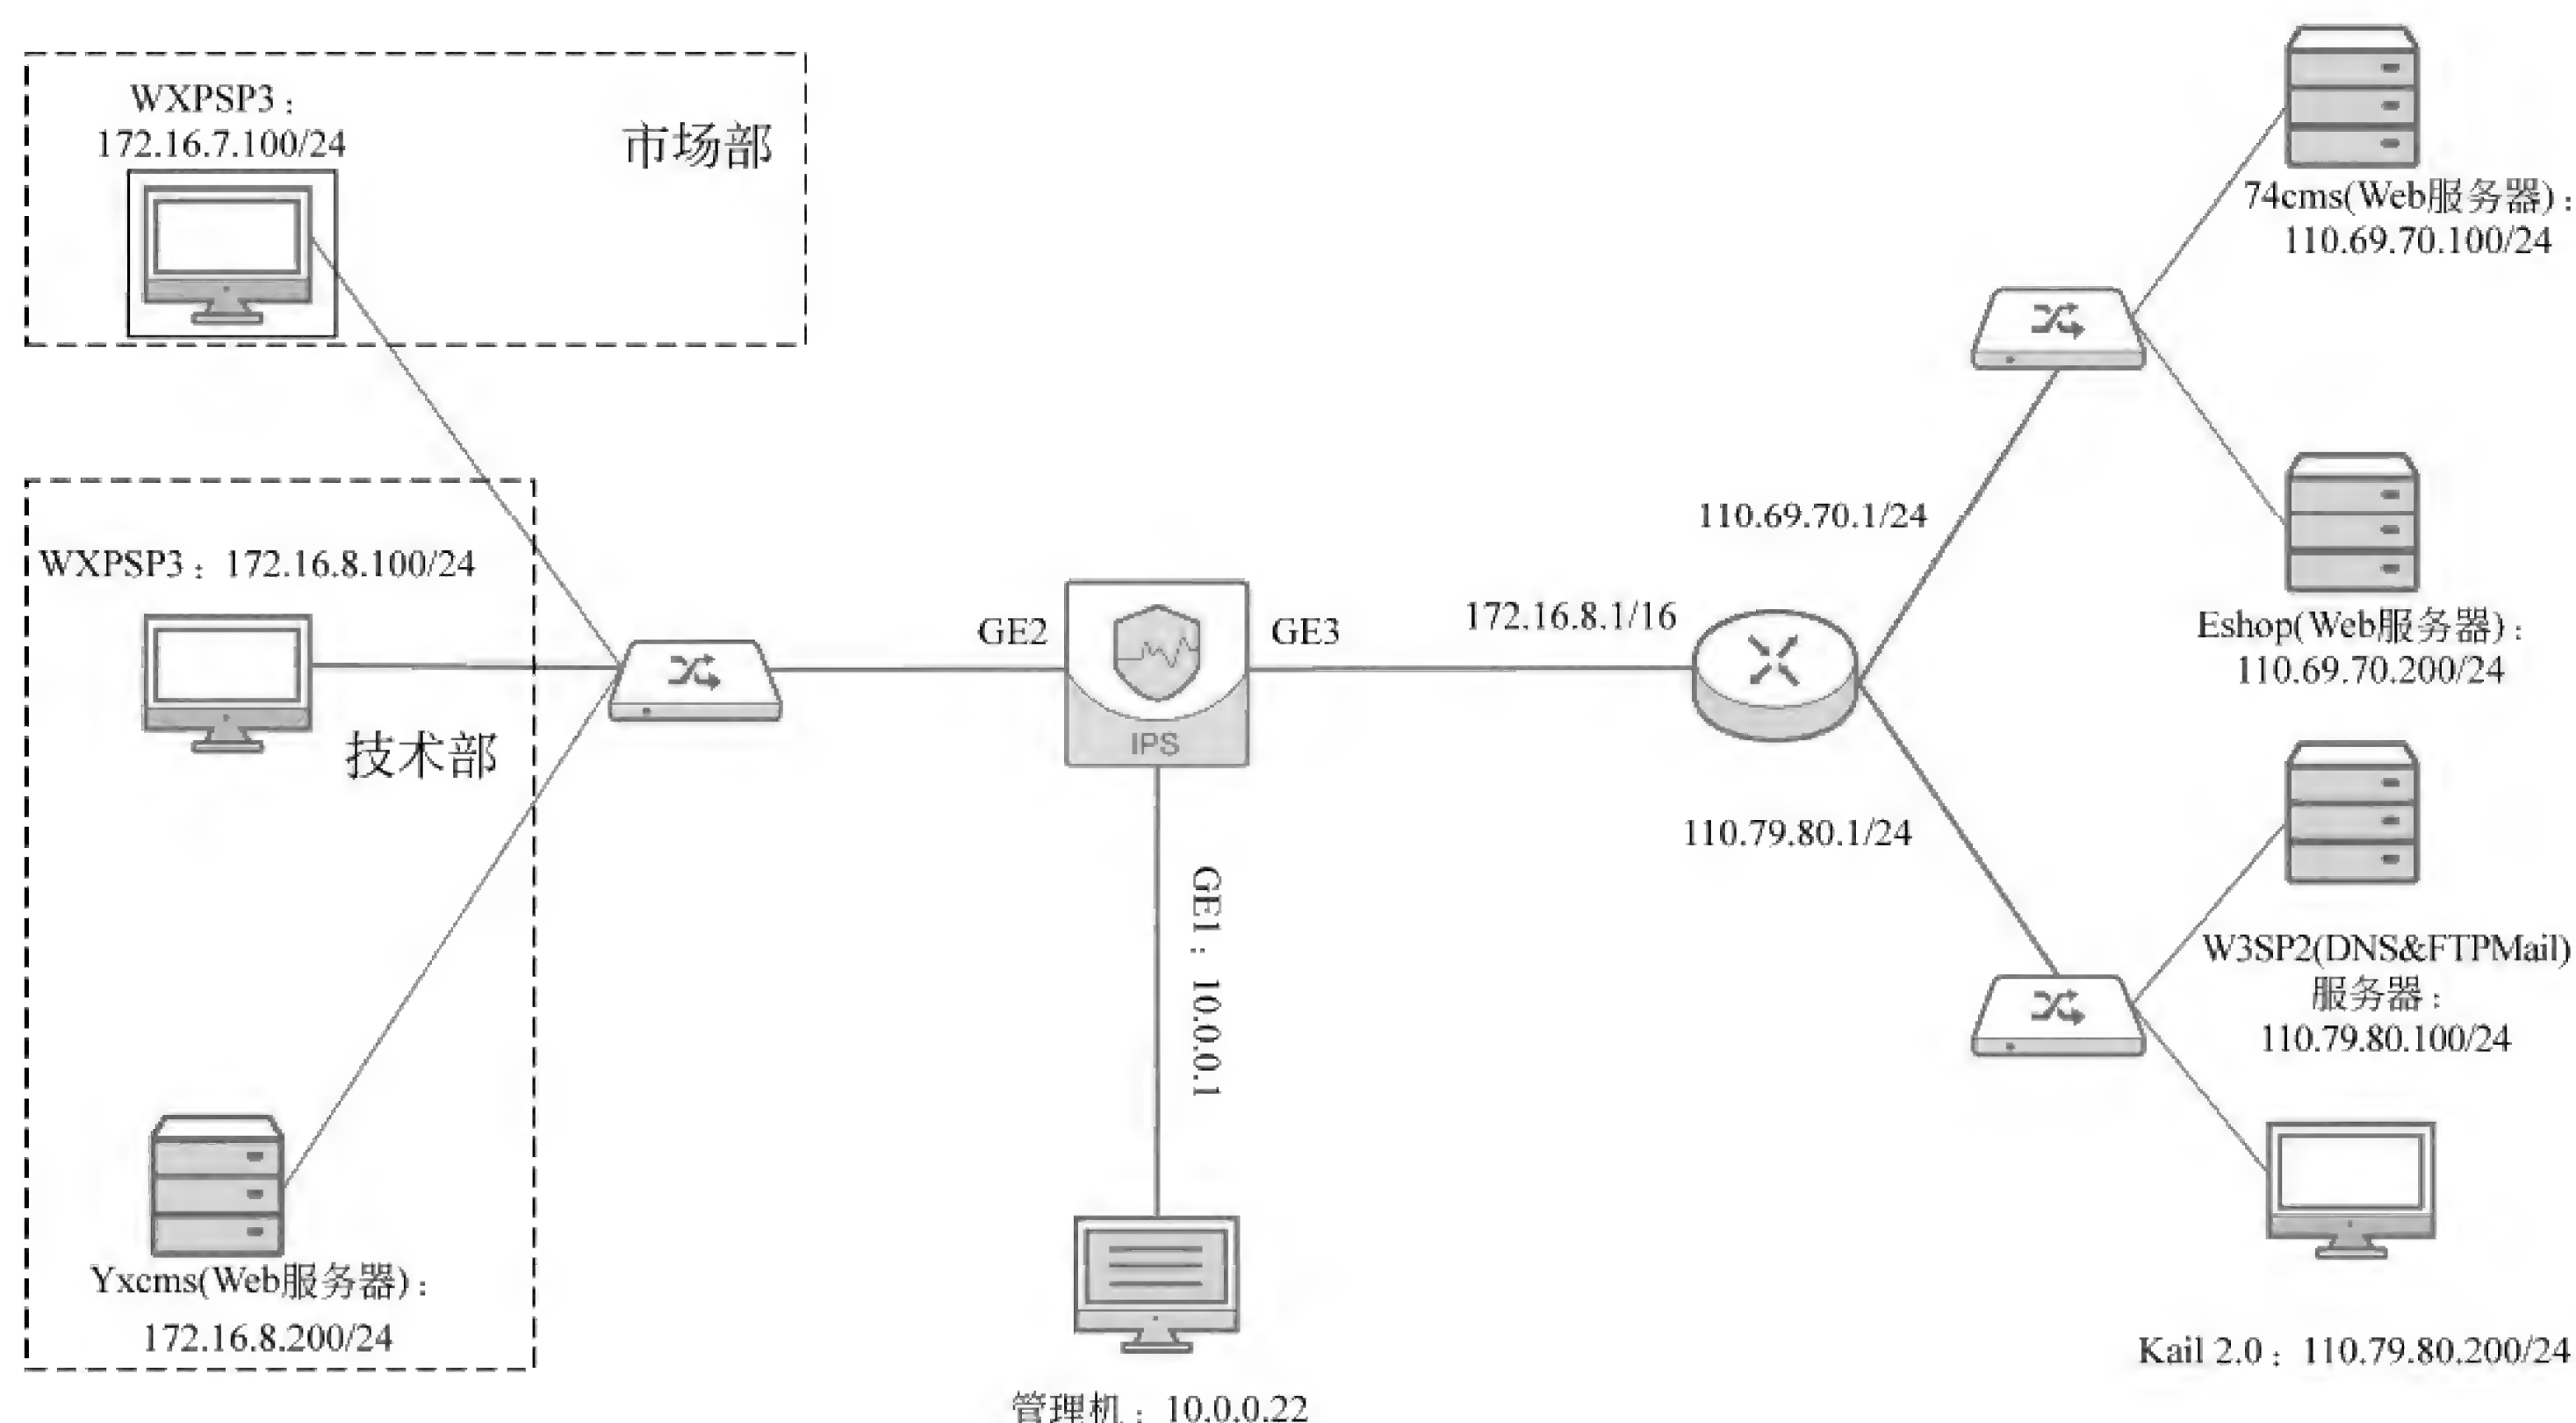 WXPSP3：
172.16.7.100/24
市场部
WXPSP3：172.16.8.100/24
技术部
Yxcms(Web服务器)：
172.16.8.200/24
GE2
GE3
IPS
GE1：10.0.0.1
管理机：10.0.0.22
172.16.8.1/16
110.69.70.1/24
110.79.80.1/24
74cms(Web服务器)：
110.69.70.100/24
Eshop(Web服务器)：
110.69.70.200/24
W3SP2(DNS&FTPMail)
服务器：
110.79.80.100/24
Kail 2.0：110.79.80.200/24